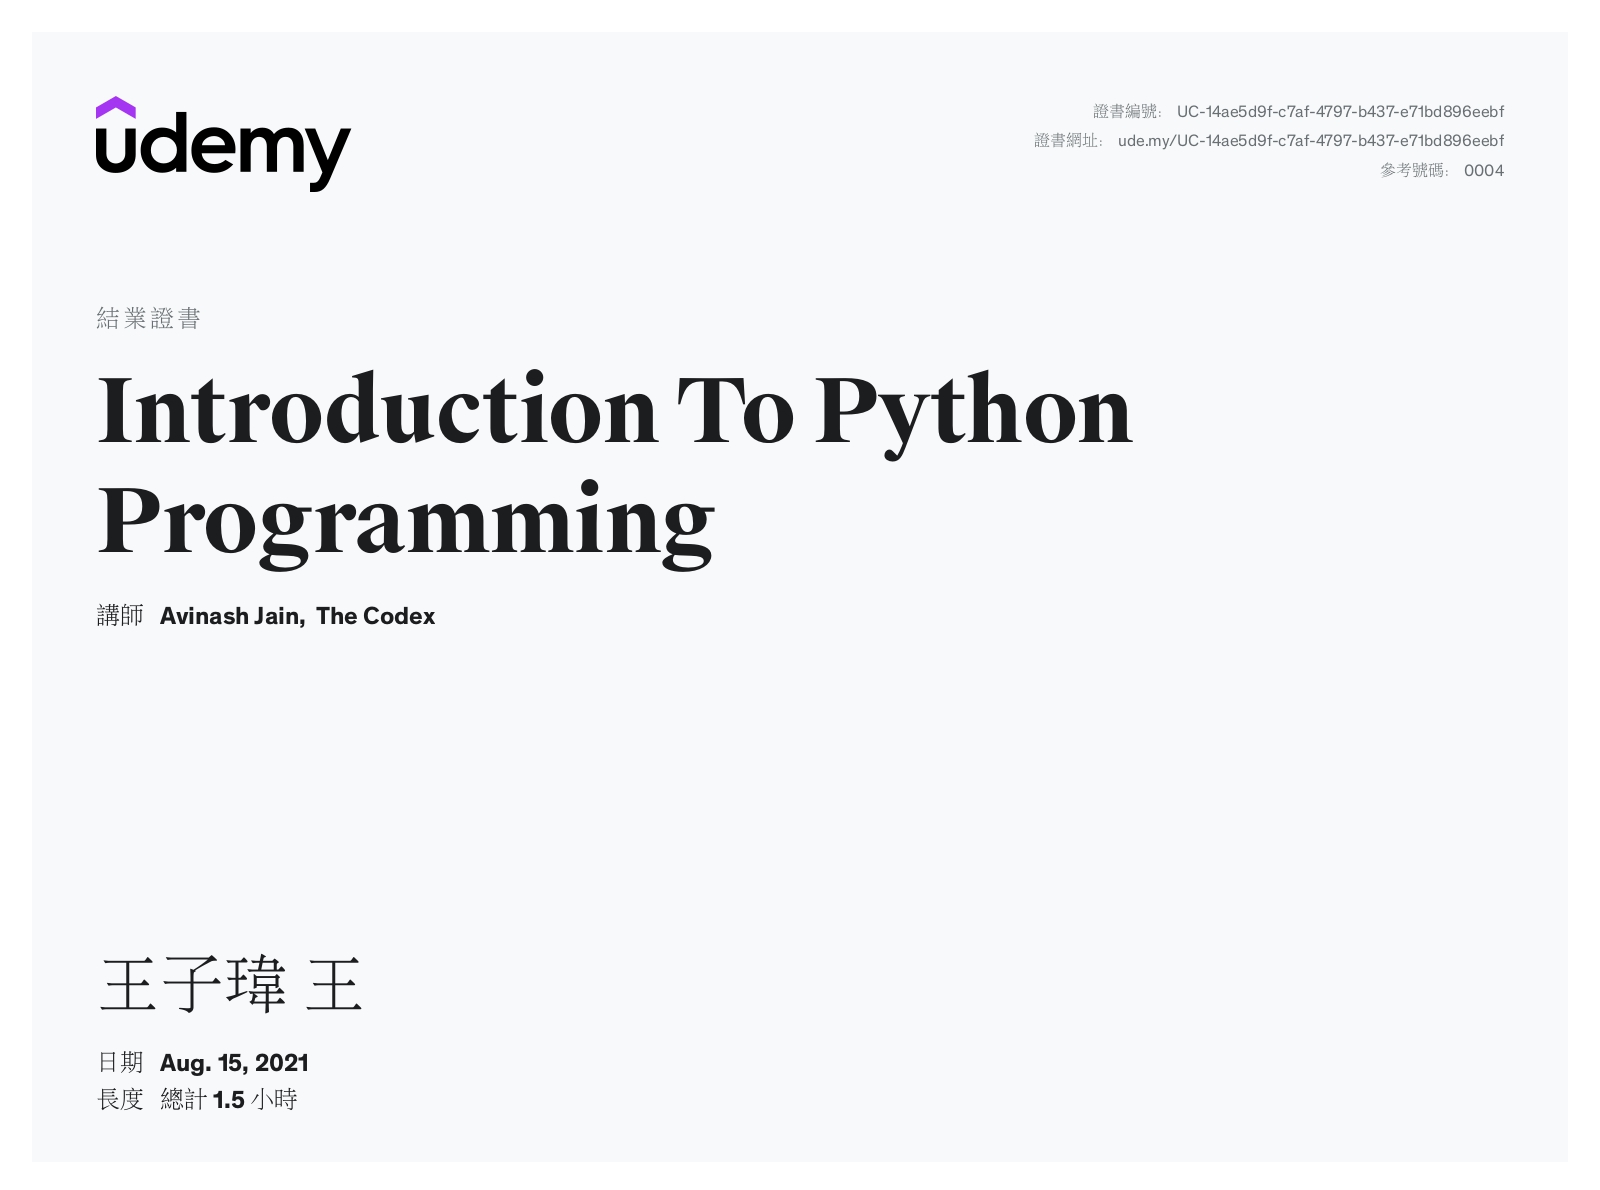 udemy
證書編號: UC-14ae5d9f-c7af-4797-b437-e71bd896eebf
證書網址: ude.my/UC-14ae5d9f-c7af-4797-b437-e71bd896eebf
參考號碼: 0004
結業證書
Introduction To Python
Programming
講師 Avinash Jain, The Codex
王子瑋 王
日期 Aug. 15, 2021
長度 總計 1.5 小時